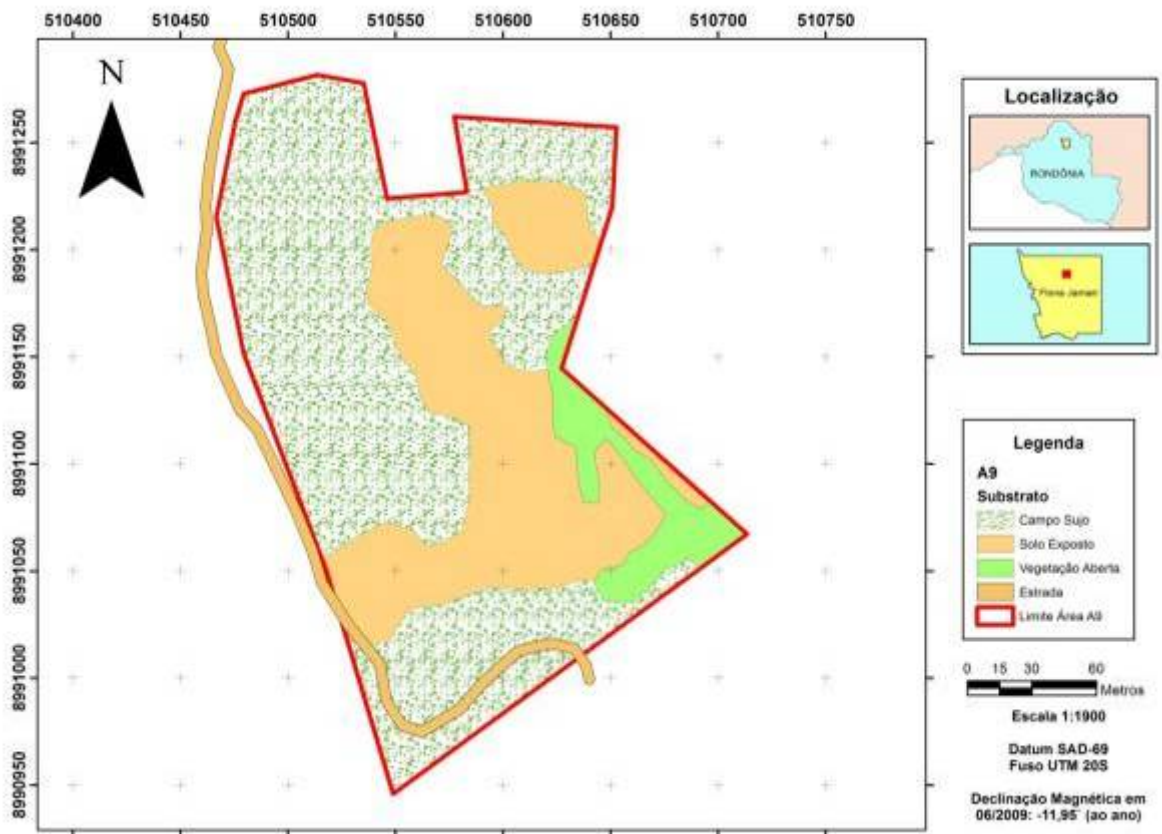 510400 510450 510500 510550 510600 510650 510700 510750
N
8991250
8991200
8991150
8991100
8991050
8991000
8990950
Localização
RONDÔNIA
Flona Jamari
Legenda
A9
Substrato
Campo Sujo
Solo Exposto
Vegetação Aberta
Estrada
Limite Área A9
0 15 30 60
Metros
Escala 1:1900
Datum SAD-69
Fuso UTM 20S
Declinação Magnética em
06/2009: -11,95° (ao ano)